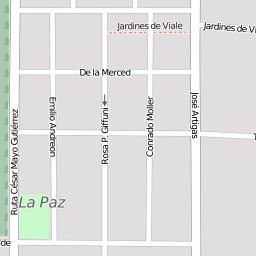 Jardines de Viale
Jardines de Vi
De la Merced
Ruta César Mayo Gutiérrez
Emilio Andreon
Rosa P. Giffuni
Conrado Moller
José Artigas
T
La Paz
de